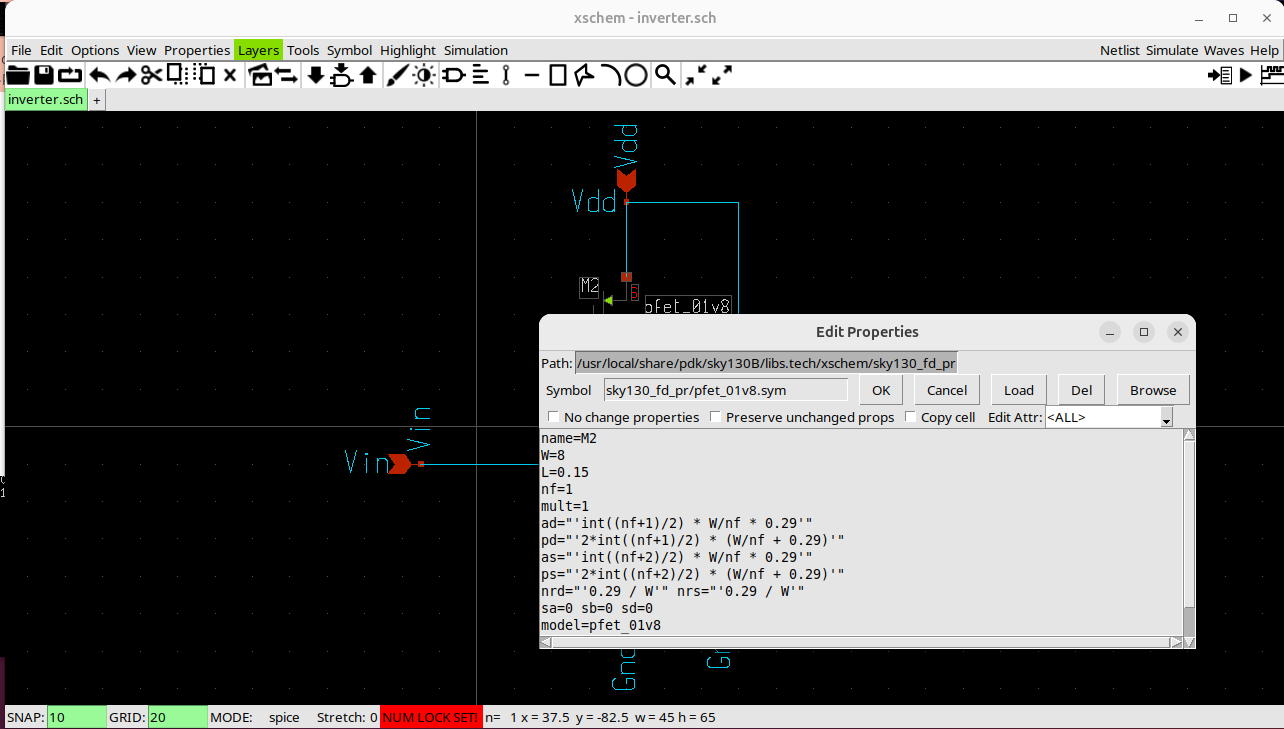 xschem - inverter.sch
File Edit Options View Properties Layers Tools Symbol Highlight Simulation Netlist Simulate Waves Help
inverter.sch +
Vdd
Vdd
M2
pfet_01v8
Edit Properties
Path: /usr/local/share/pdk/sky130B/libs.tech/xschem/sky130_fd_pr
Symbol sky130_fd_pr/pfet_01v8.sym OK Cancel Load Del Browse
No change properties Preserve unchanged props Copy cell Edit Attr: <ALL>
name=M2
W=8
L=0.15
nf=1
mult=1
ad="'int((nf+1)/2) * W/nf * 0.29'"
pd="'2*int((nf+1)/2) * (W/nf + 0.29)'"
as="'int((nf+2)/2) * W/nf * 0.29'"
ps="'2*int((nf+2)/2) * (W/nf + 0.29)'"
nrd="'0.29 / W'" nrs="'0.29 / W'"
sa=0 sb=0 sd=0
model=pfet_01v8
Vin
Vin
Gnd
SNAP: 10 GRID: 20 MODE: spice Stretch: 0 NUM LOCK SET! n= 1 x = 37.5 y = -82.5 w = 45 h = 65